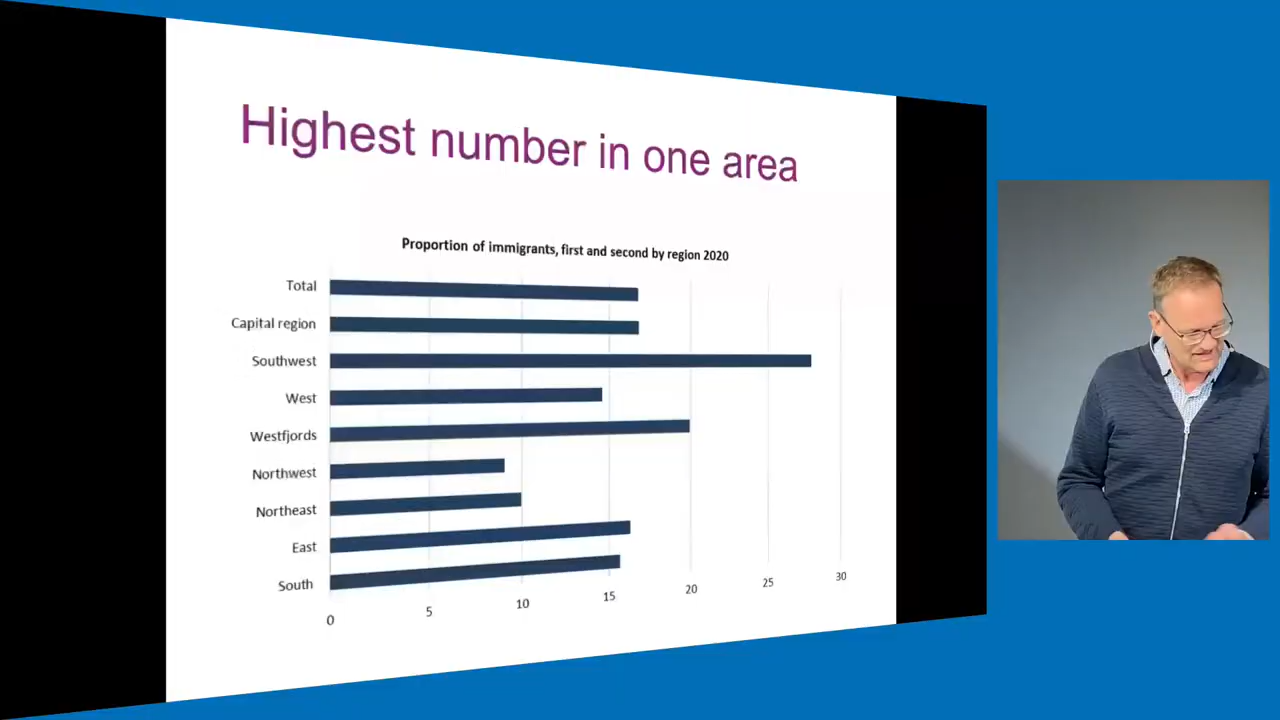 Highest number in one area
Proportion of immigrants, first and second by region 2020
Total
Capital region
Southwest
West
Westfjords
Northwest
Northeast
East
South
0 5 10 15 20 25 30